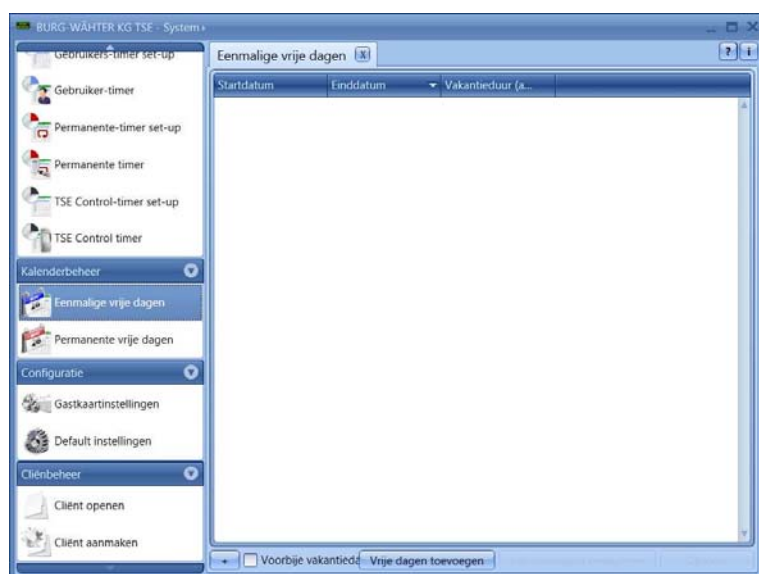 BURG-WÄHTER KG TSE - System
Gebruikers-timer set-up
Gebruiker-timer
Permanente-timer set-up
Permanente timer
TSE Control-timer set-up
TSE Control timer
Kalenderbeheer
Eenmalige vrije dagen
Permanente vrije dagen
Configuratie
Gastkaartinstellingen
Default instellingen
Cliënbeheer
Cliënt openen
Cliënt aanmaken
Eenmalige vrije dagen X
? i
Startdatum Einddatum Vakantieduur (a...
+ Voorbije vakantieda Vrije dagen toevoegen